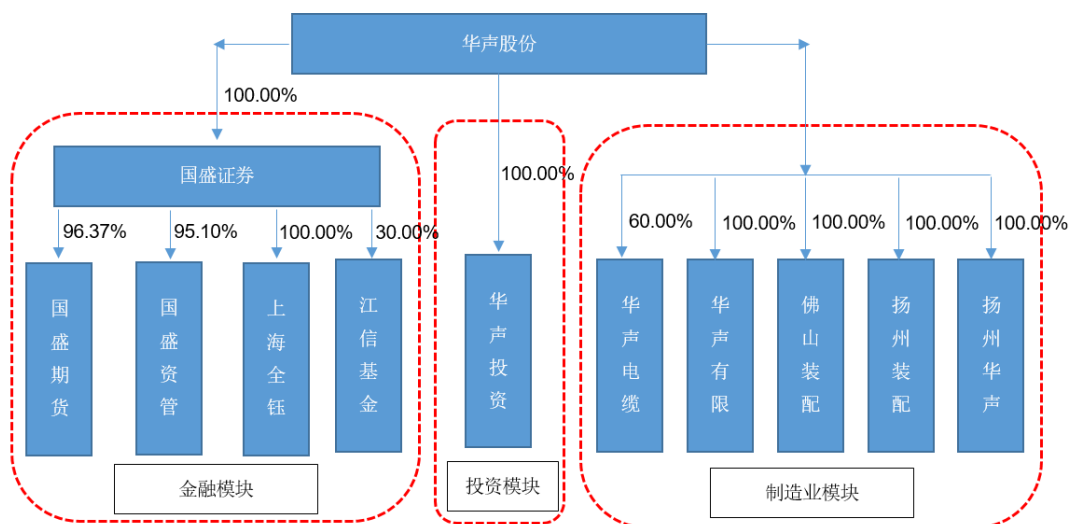 华声股份
100.00%
国盛证券
100.00%
96.37%
95.10%
100.00%
30.00%
60.00%
100.00%
100.00%
100.00%
100.00%
国盛期货
国盛资管
上海全钰
江信基金
华声投资
华声电缆
华声有限
佛山装配
扬州装配
扬州华声
金融模块
投资模块
制造业模块